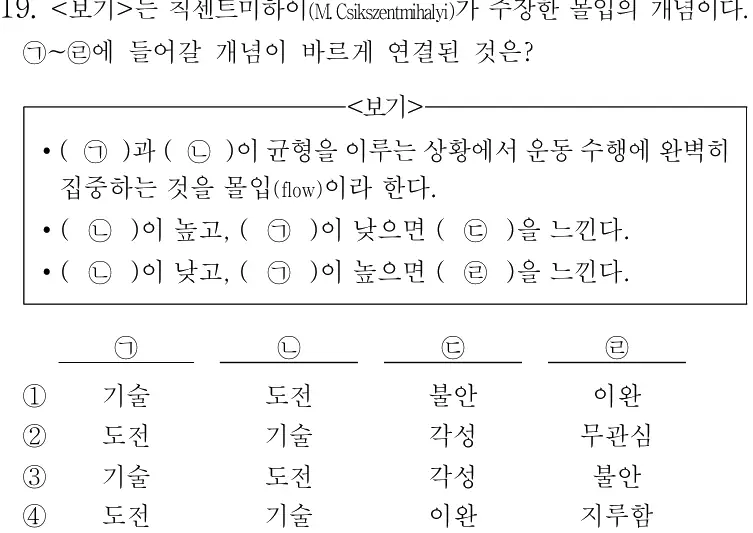 19. <보기>는 칙센트미하이(M. Csikszentmihalyi)가 주장한 몰입의 개념이다.
㉠~㉣에 들어갈 개념이 바르게 연결된 것은?
<보기>
• ( ㉠ )과 ( ㉡ )이 균형을 이루는 상황에서 운동 수행에 완벽히
집중하는 것을 몰입(flow)이라 한다.
• ( ㉡ )이 높고, ( ㉠ )이 낮으면 ( ㉢ )을 느낀다.
• ( ㉡ )이 낮고, ( ㉠ )이 높으면 ( ㉣ )을 느낀다.
㉠ ㉡ ㉢ ㉣
① 기술 도전 불안 이완
② 도전 기술 각성 무관심
③ 기술 도전 각성 불안
④ 도전 기술 이완 지루함